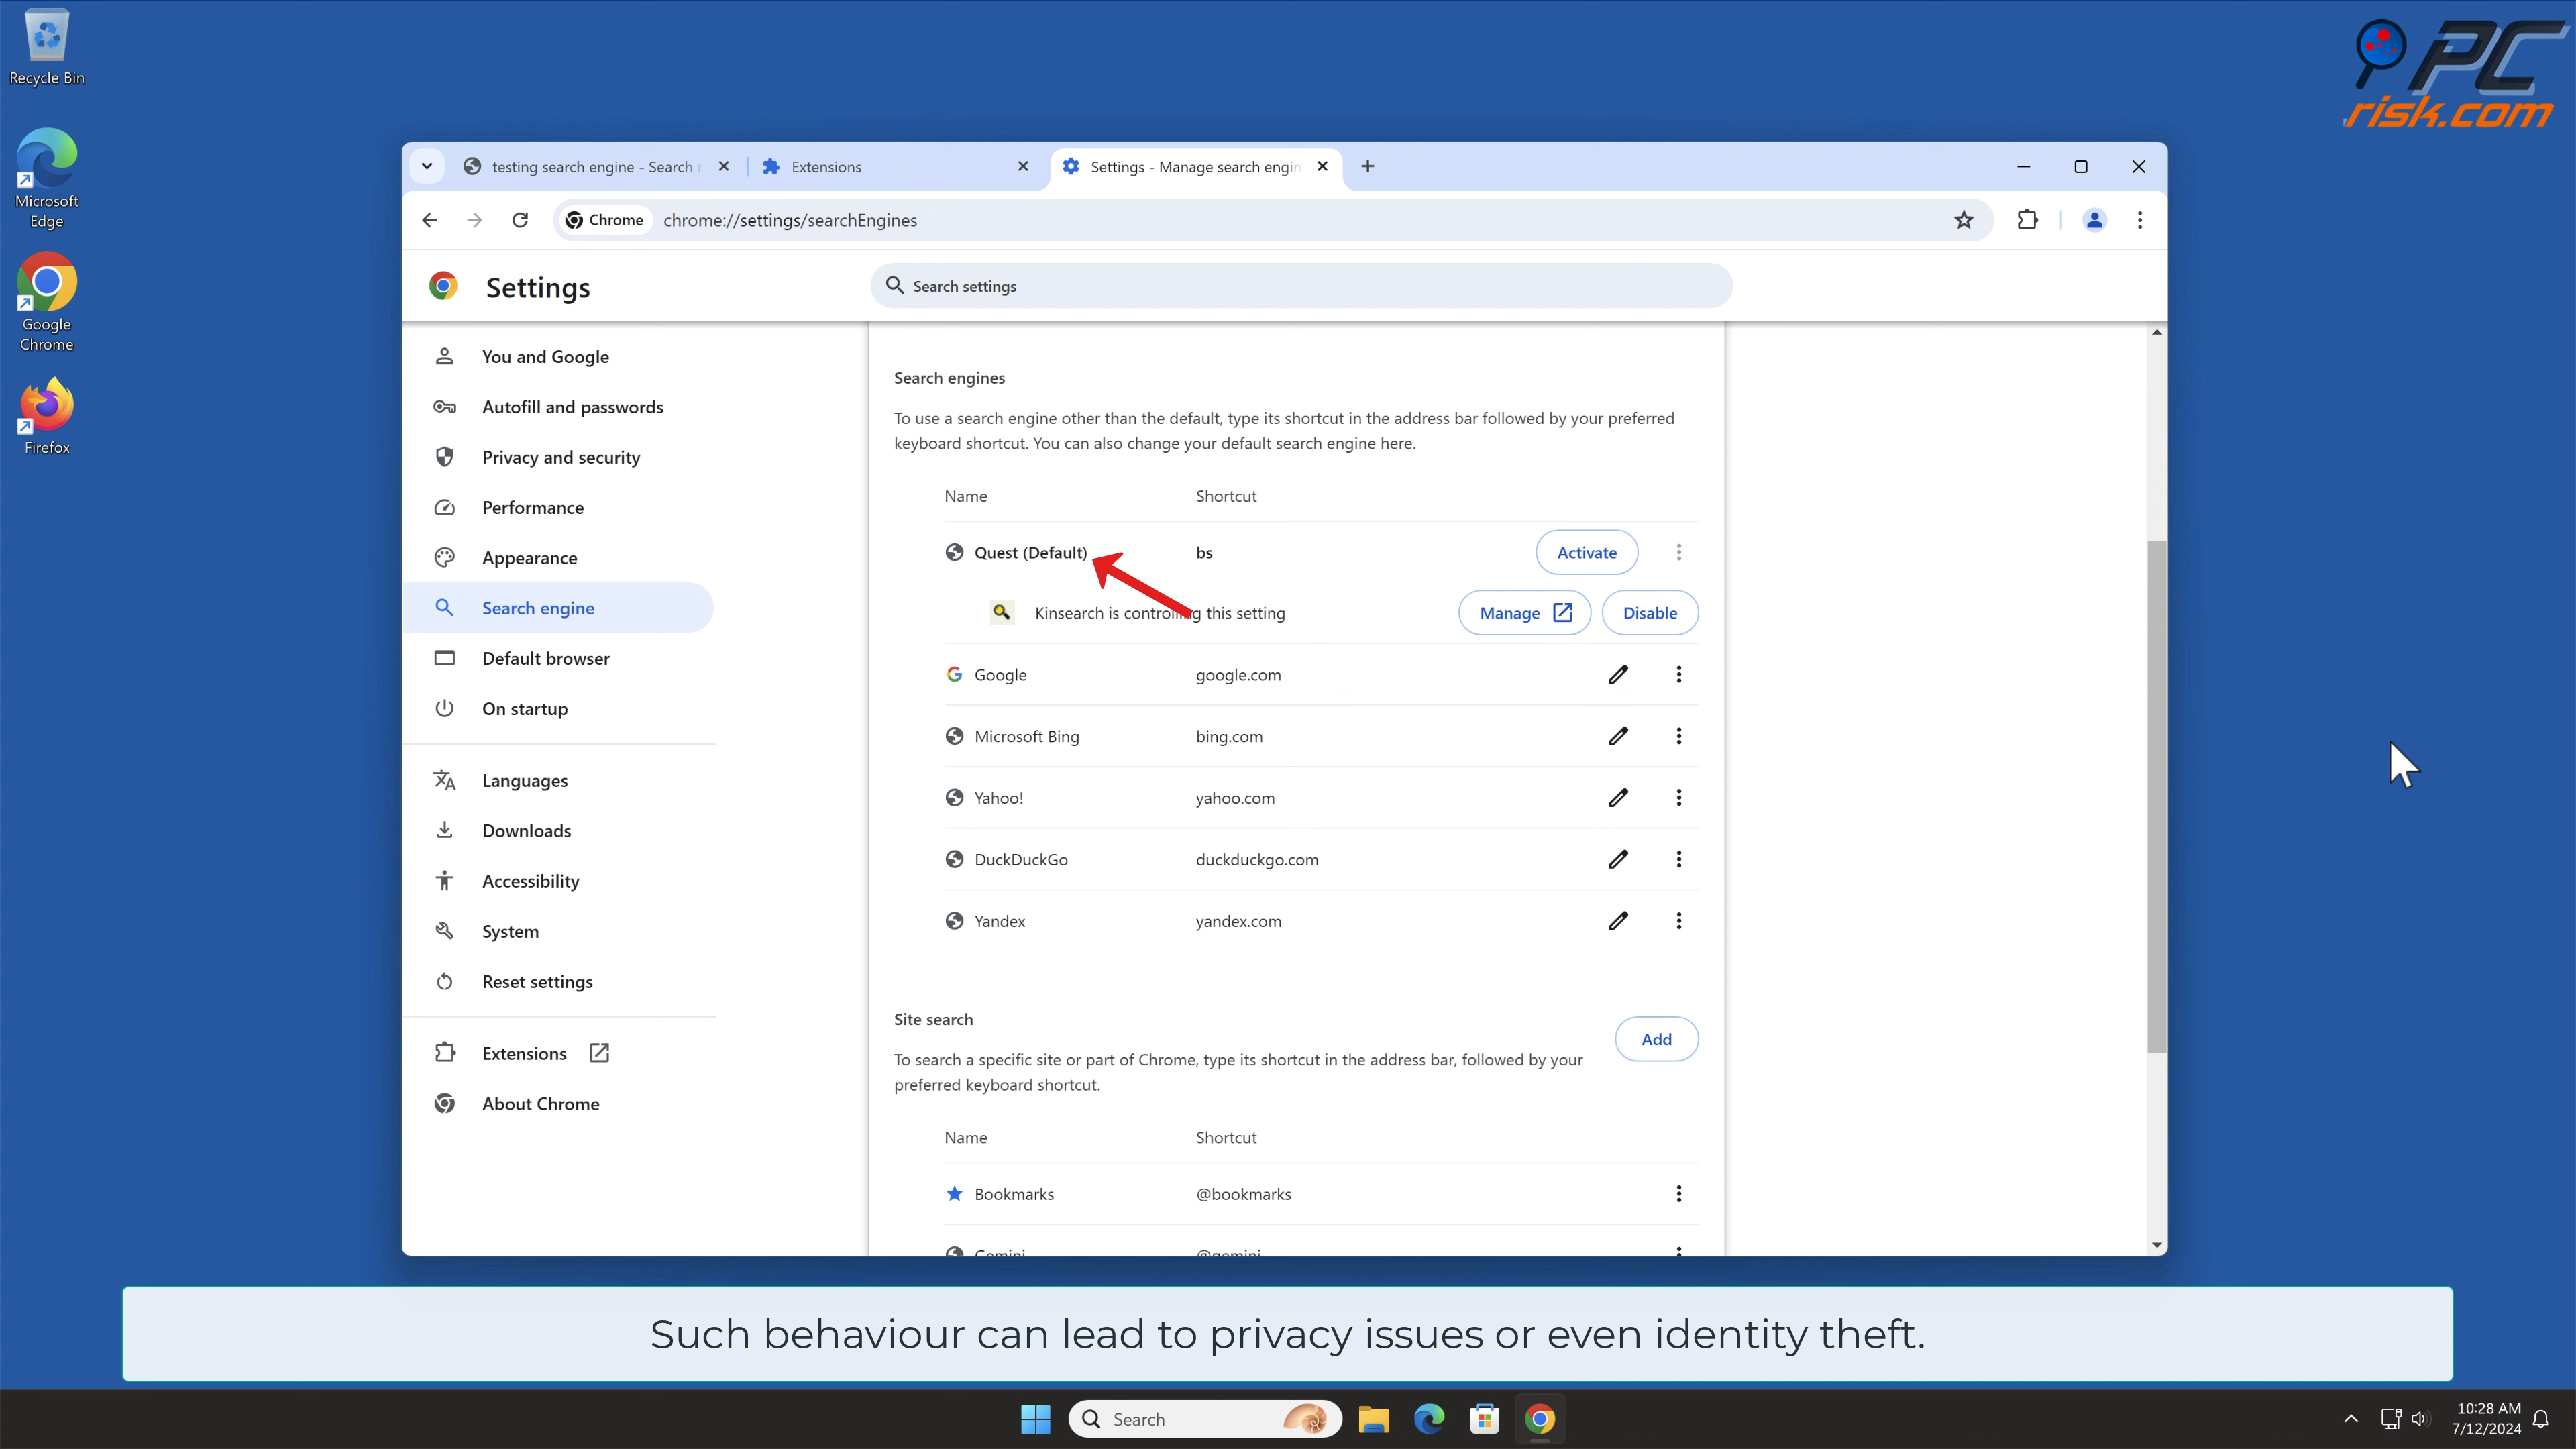 Recycle Bin
Microsoft
Edge
Google
Chrome
Firefox
PC
risk.com
testing search engine - Search r
Extensions
Settings - Manage search engin
Chrome
chrome://settings/searchEngines
Settings
Search settings
You and Google
Autofill and passwords
Privacy and security
Performance
Appearance
Search engine
Default browser
On startup
Languages
Downloads
Accessibility
System
Reset settings
Extensions
About Chrome
Search engines
To use a search engine other than the default, type its shortcut in the address bar followed by your preferred
keyboard shortcut. You can also change your default search engine here.
Name Shortcut
Quest (Default) bs Activate
Kinsearch is controlling this setting Manage Disable
Google google.com
Microsoft Bing bing.com
Yahoo! yahoo.com
DuckDuckGo duckduckgo.com
Yandex yandex.com
Site search
Add
To search a specific site or part of Chrome, type its shortcut in the address bar, followed by your
preferred keyboard shortcut.
Name Shortcut
Bookmarks @bookmarks
Gemini @gemini
Such behaviour can lead to privacy issues or even identity theft.
Search
10:28 AM
7/12/2024